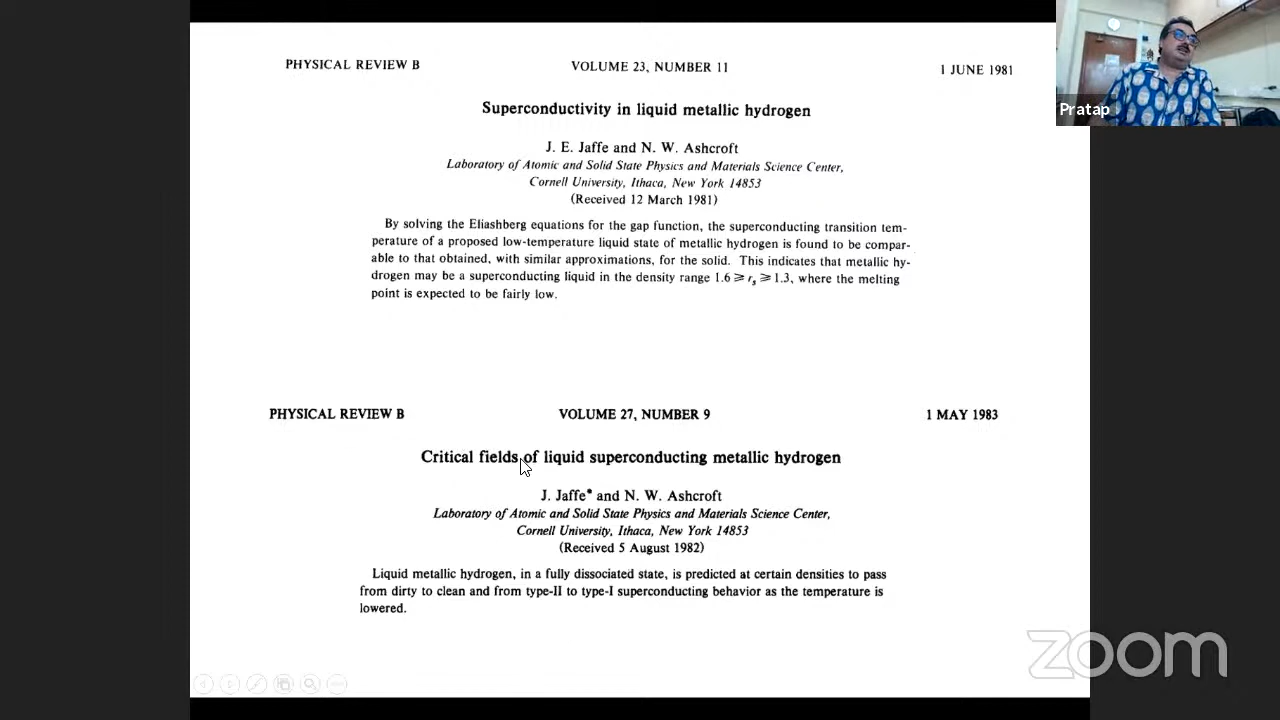 PHYSICAL REVIEW B VOLUME 23, NUMBER 11 1 JUNE 1981
Superconductivity in liquid metallic hydrogen
J. E. Jaffe and N. W. Ashcroft
Laboratory of Atomic and Solid State Physics and Materials Science Center,
Cornell University, Ithaca, New York 14853
(Received 12 March 1981)
By solving the Eliashberg equations for the gap function, the superconducting transition tem-
perature of a proposed low-temperature liquid state of metallic hydrogen is found to be compar-
able to that obtained, with similar approximations, for the solid. This indicates that metallic hy-
drogen may be a superconducting liquid in the density range 1.6 ≥ rs ≥ 1.3, where the melting
point is expected to be fairly low.
PHYSICAL REVIEW B VOLUME 27, NUMBER 9 1 MAY 1983
Critical fields of liquid superconducting metallic hydrogen
J. Jaffe* and N. W. Ashcroft
Laboratory of Atomic and Solid State Physics and Materials Science Center,
Cornell University, Ithaca, New York 14853
(Received 5 August 1982)
Liquid metallic hydrogen, in a fully dissociated state, is predicted at certain densities to pass
from dirty to clean and from type-II to type-I superconducting behavior as the temperature is
lowered.
Pratap
zoom